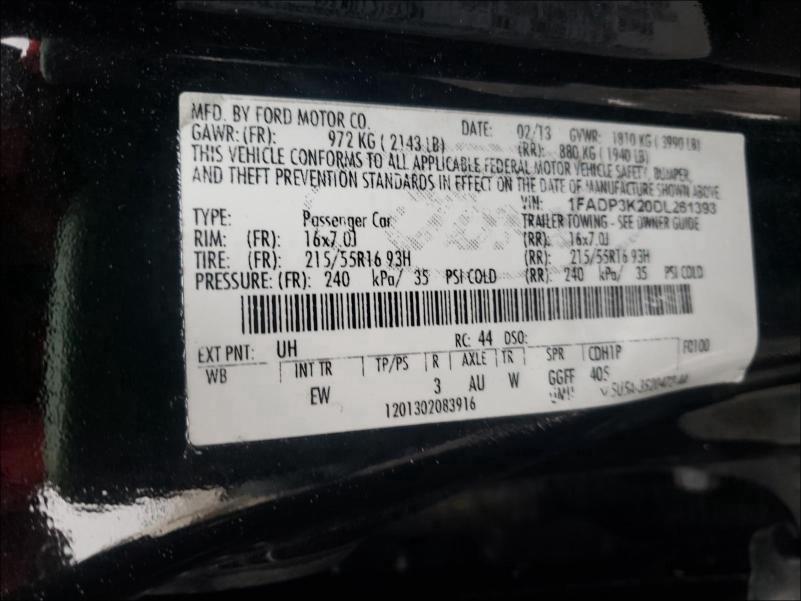 MFD. BY FORD MOTOR CO. DATE: 02/13 GVWR: 1810 KG ( 3990 LB)
GAWR:(FR): 972 KG ( 2143 LB) (RR): 880 KG ( 1940 LB)
THIS VEHICLE CONFORMS TO ALL APPLICABLE FEDERAL MOTOR VEHICLE SAFETY, BUMPER,
AND THEFT PREVENTION STANDARDS IN EFFECT ON THE DATE OF MANUFACTURE SHOWN ABOVE
VIN: 1FADP3K20DL261393
TYPE: Passenger Car TRAILER TOWING - SEE OWNER GUIDE
RIM: (FR): 16x7.0J (RR): 16x7.0J
TIRE: (FR): 215/55R16 93H (RR): 215/55R16 93H
PRESSURE: (FR): 240 kPa/ 35 PSI COLD (RR): 240 kPa/ 35 PSI COLD
EXT PNT: UH RC: 44 DSO: FC100
WB INT TR TP/PS R AXLE TR SPR CDH1P
EW 3 AU W GGFF 405
1201302083916